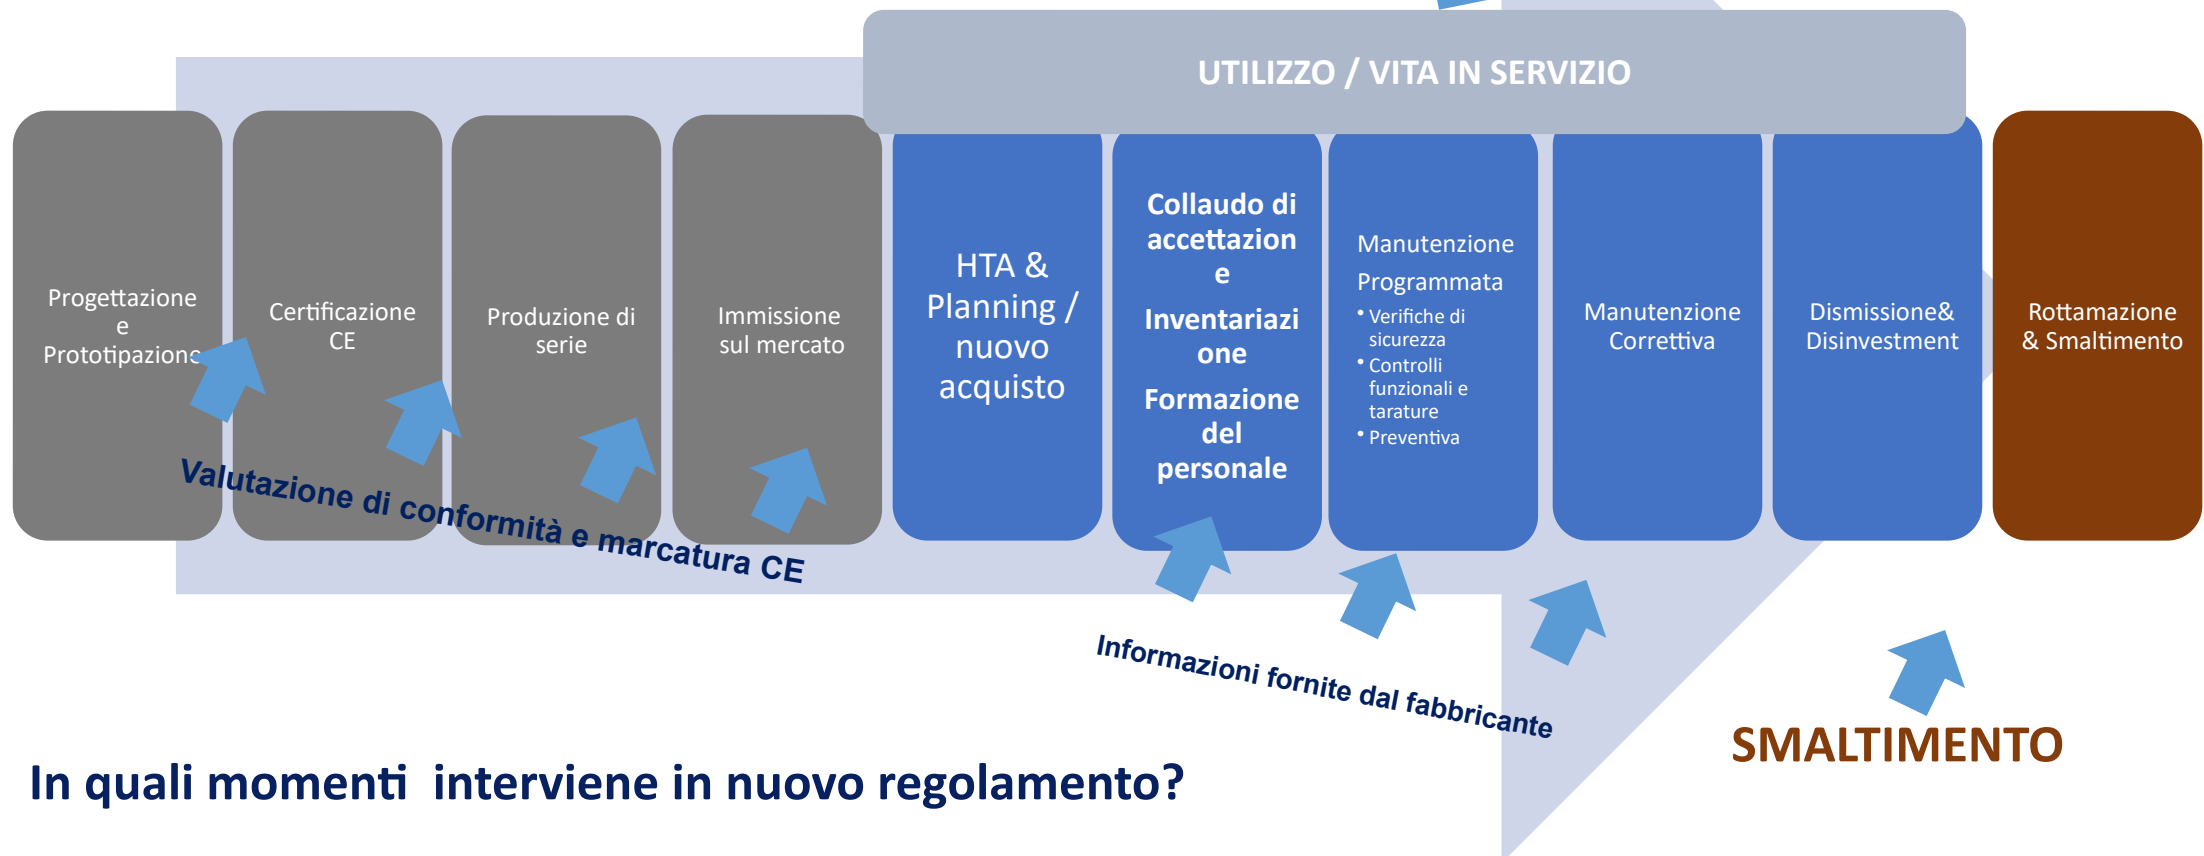 UTILIZZO / VITA IN SERVIZIO
Progettazione
e
Prototipazione
Certificazione
CE
Produzione di
serie
Immissione
sul mercato
HTA &
Planning /
nuovo
acquisto
Collaudo di
accettazion
e
Inventariazi
one
Formazione
del
personale
Manutenzione
Programmata
• Verifiche di
sicurezza
• Controlli
funzionali e
tarature
• Preventiva
Manutenzione
Correttiva
Dismissione&
Disinvestment
Rottamazione
& Smaltimento
Valutazione di conformità e marcatura CE
Informazioni fornite dal fabbricante
SMALTIMENTO
In quali momenti interviene in nuovo regolamento?